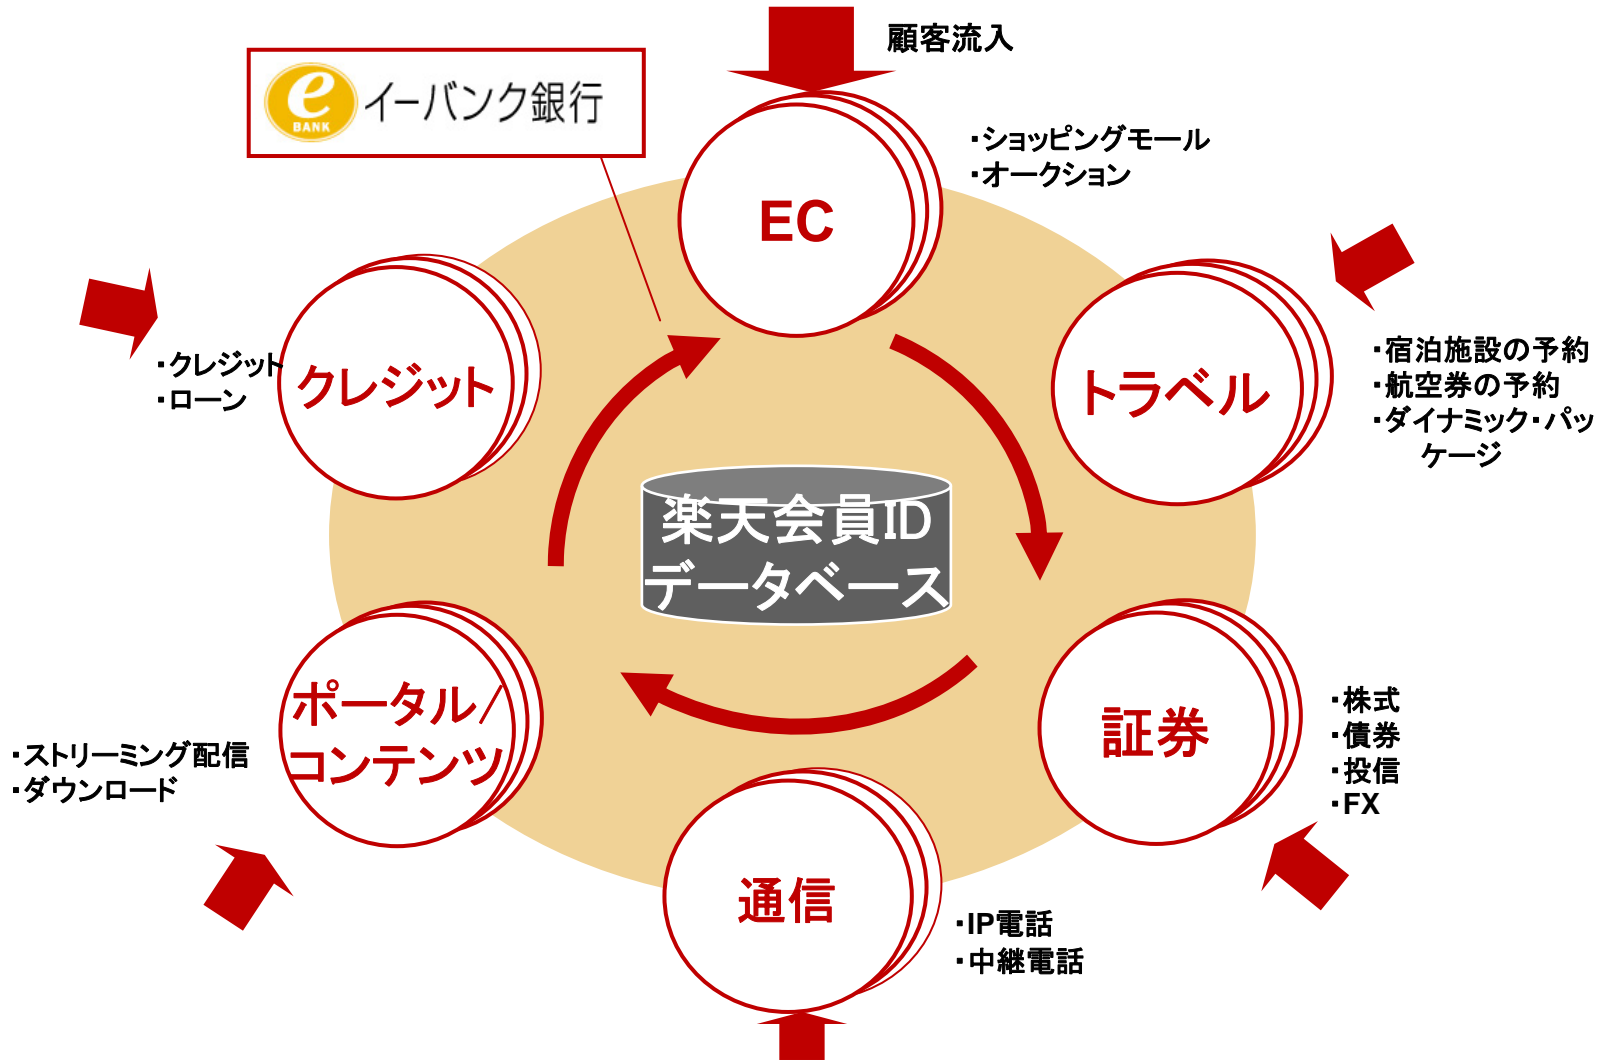 顧客流入
e
BANK
イーバンク銀行
EC
・ショッピングモール
・オークション
トラベル
・宿泊施設の予約
・航空券の予約
・ダイナミック・パッ
ケージ
クレジット
・クレジット
・ローン
楽天会員ID
データベース
ポータル/
コンテンツ
・ストリーミング配信
・ダウンロード
証券
・株式
・債券
・投信
・FX
通信
・IP電話
・中継電話